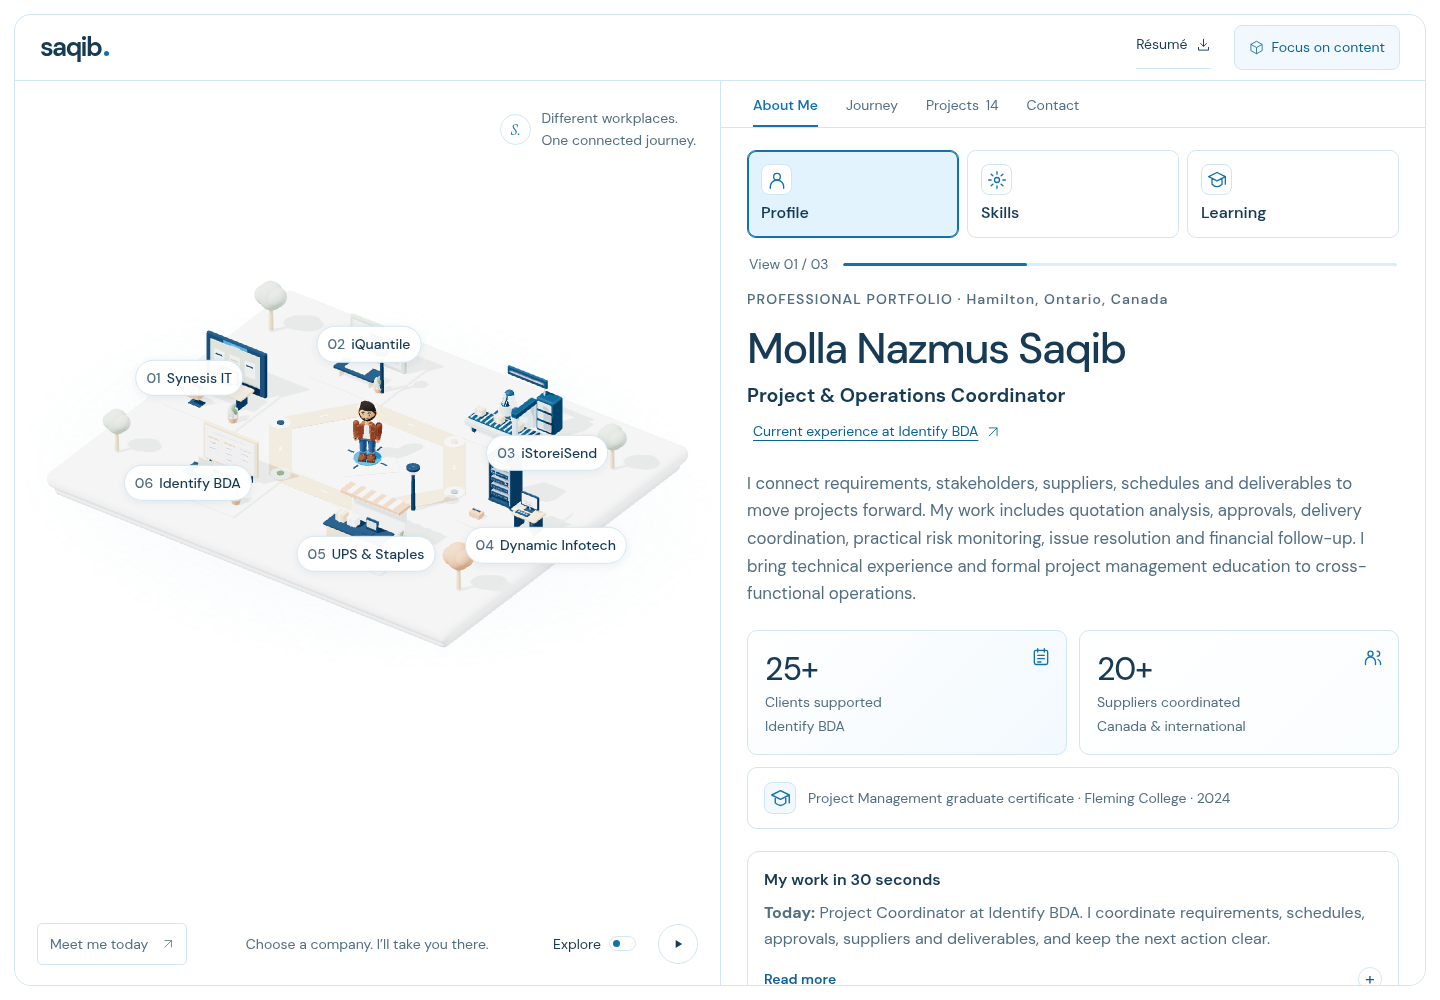 saqib.
Résumé
Focus on content
S.
Different workplaces.
One connected journey.
01 Synesis IT
02 iQuantile
03 iStoreiSend
06 Identify BDA
05 UPS & Staples
04 Dynamic Infotech
Meet me today
Choose a company. I’ll take you there.
Explore
About Me
Journey
Projects 14
Contact
Profile
Skills
Learning
View 01 / 03
PROFESSIONAL PORTFOLIO · Hamilton, Ontario, Canada
Molla Nazmus Saqib
Project & Operations Coordinator
Current experience at Identify BDA
I connect requirements, stakeholders, suppliers, schedules and deliverables to
move projects forward. My work includes quotation analysis, approvals, delivery
coordination, practical risk monitoring, issue resolution and financial follow-up. I
bring technical experience and formal project management education to cross-
functional operations.
25+
Clients supported
Identify BDA
20+
Suppliers coordinated
Canada & international
Project Management graduate certificate · Fleming College · 2024
My work in 30 seconds
Today: Project Coordinator at Identify BDA. I coordinate requirements, schedules,
approvals, suppliers and deliverables, and keep the next action clear.
Read more